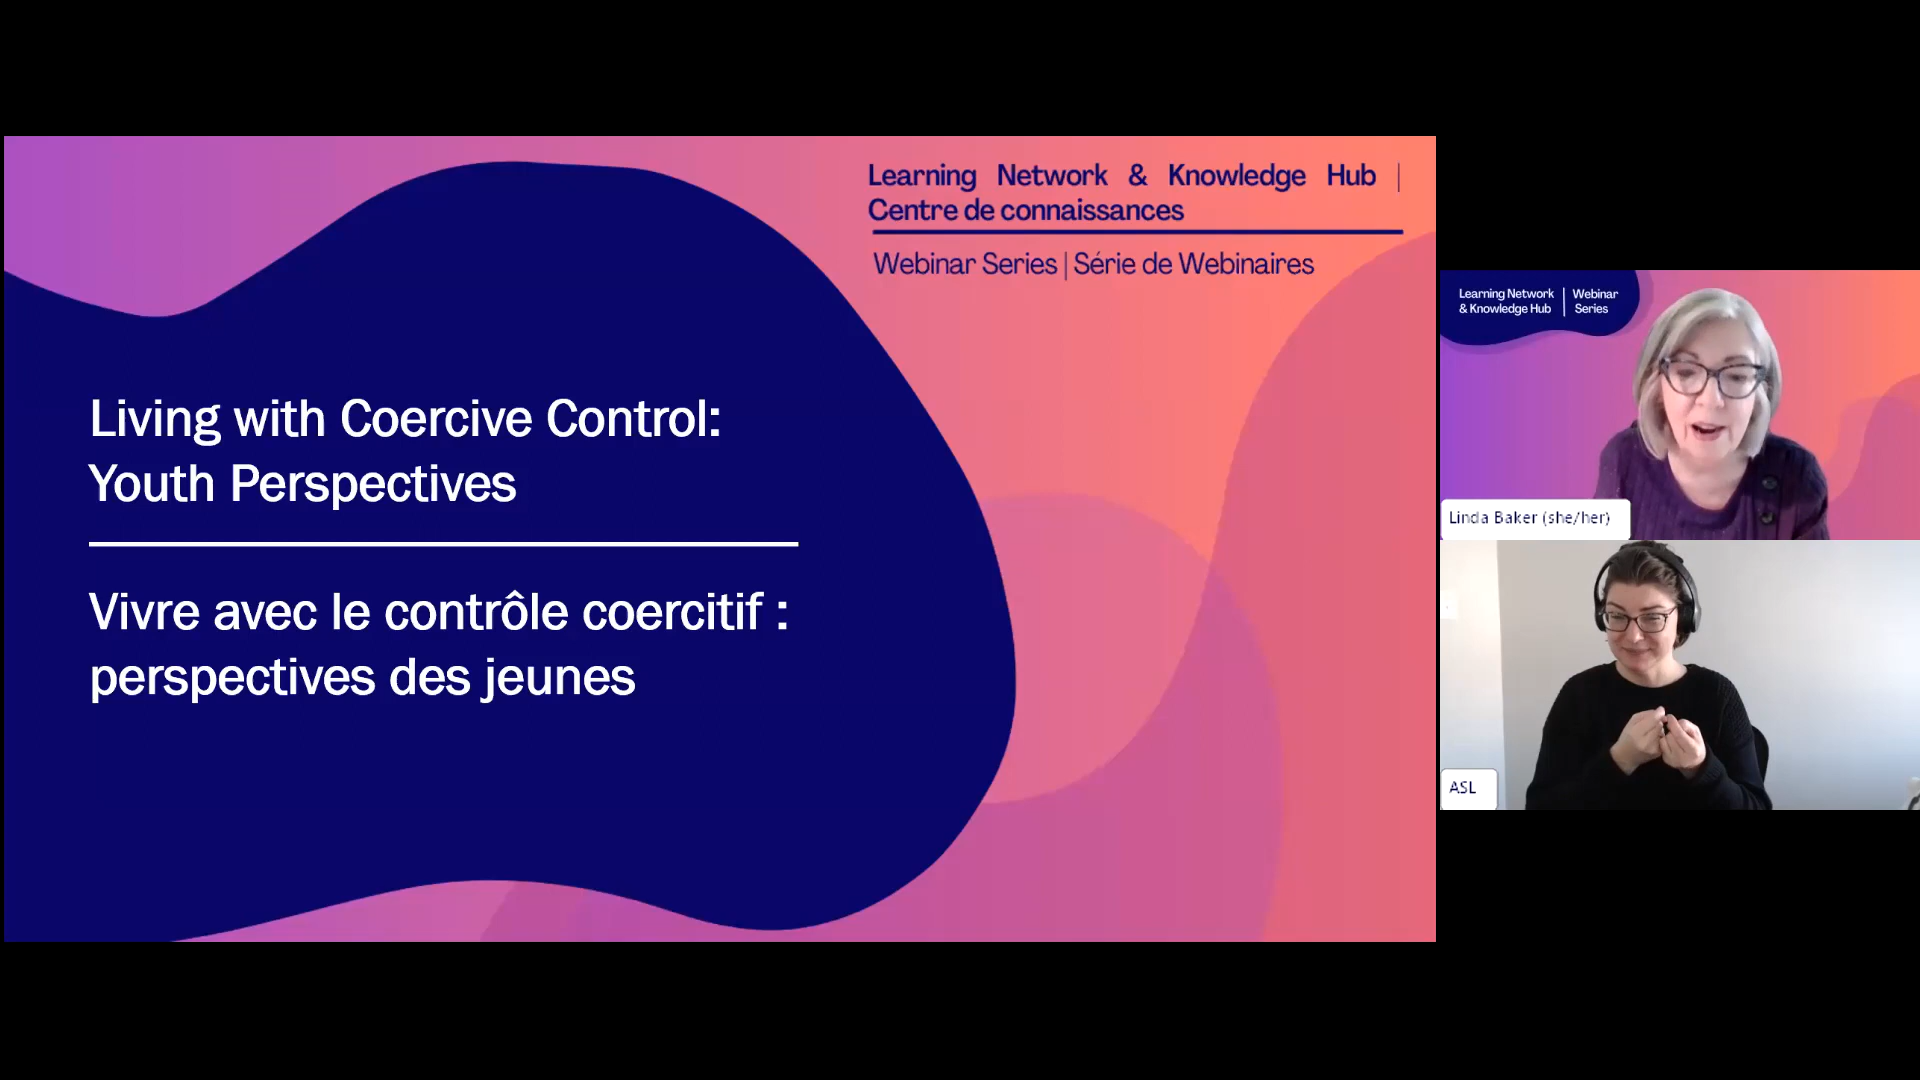 Learning Network & Knowledge Hub |
Centre de connaissances
Webinar Series | Série de Webinaires
Living with Coercive Control:
Youth Perspectives
Vivre avec le contrôle coercitif :
perspectives des jeunes
Learning Network | Webinar
& Knowledge Hub | Series
Linda Baker (she/her)
ASL